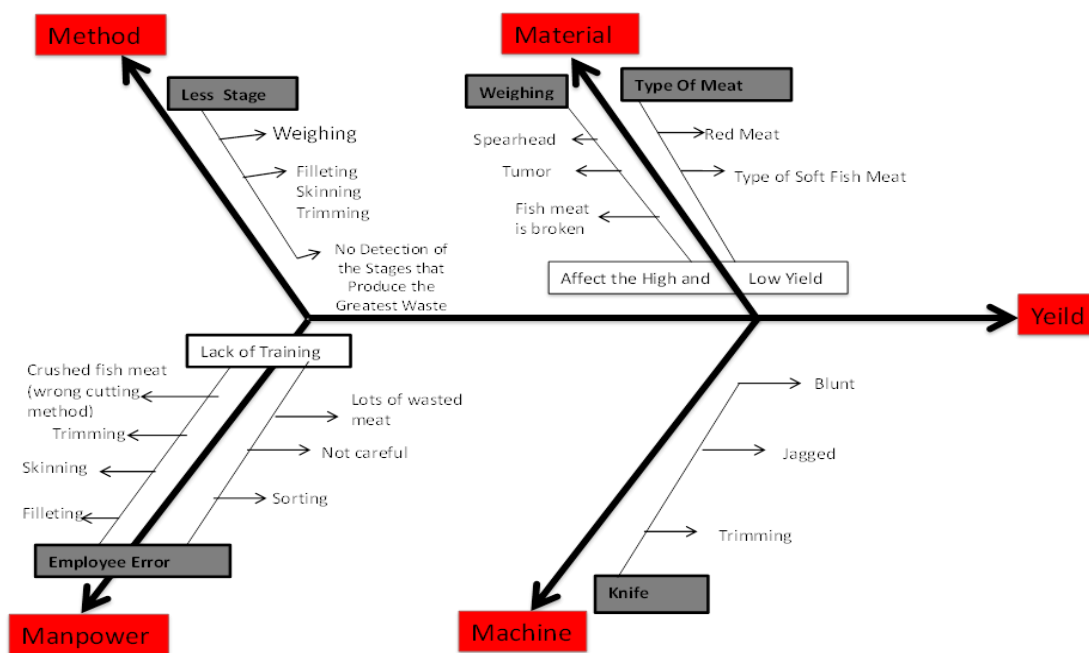 Method
Material
Less Stage
Weighing
Filleting
Skinning
Trimming
No Detection of
the Stages that
Produce the
Greatest Waste
Weighing
Type Of Meat
Spearhead
Tumor
Fish meat
is broken
Red Meat
Type of Soft Fish Meat
Affect the High and Low Yield
Yeild
Lack of Training
Crushed fish meat
(wrong cutting
method)
Trimming
Skinning
Filleting
Lots of wasted
meat
Not careful
Sorting
Employee Error
Manpower
Blunt
Jagged
Trimming
Knife
Machine